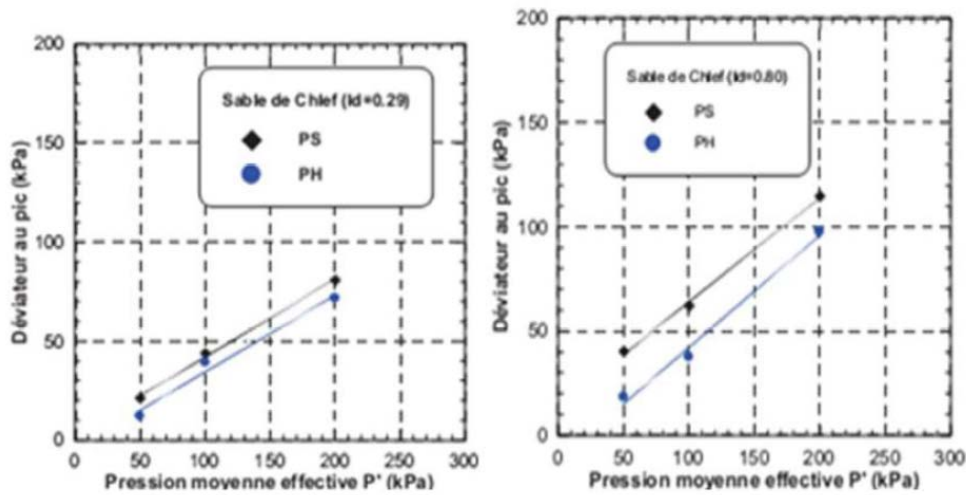 200
150
100
50
0
Déviateur au pic (kPa)
Sable de Chlef (Id=0.29)
PS
PH
0 50 100 150 200 250 300
Pression moyenne effective P' (kPa)
200
150
100
50
0
Déviateur au pic (kPa)
Sable de Chlef (Id=0.80)
PS
PH
0 50 100 150 200 250 300
Pression moyenne effective P' (kPa)